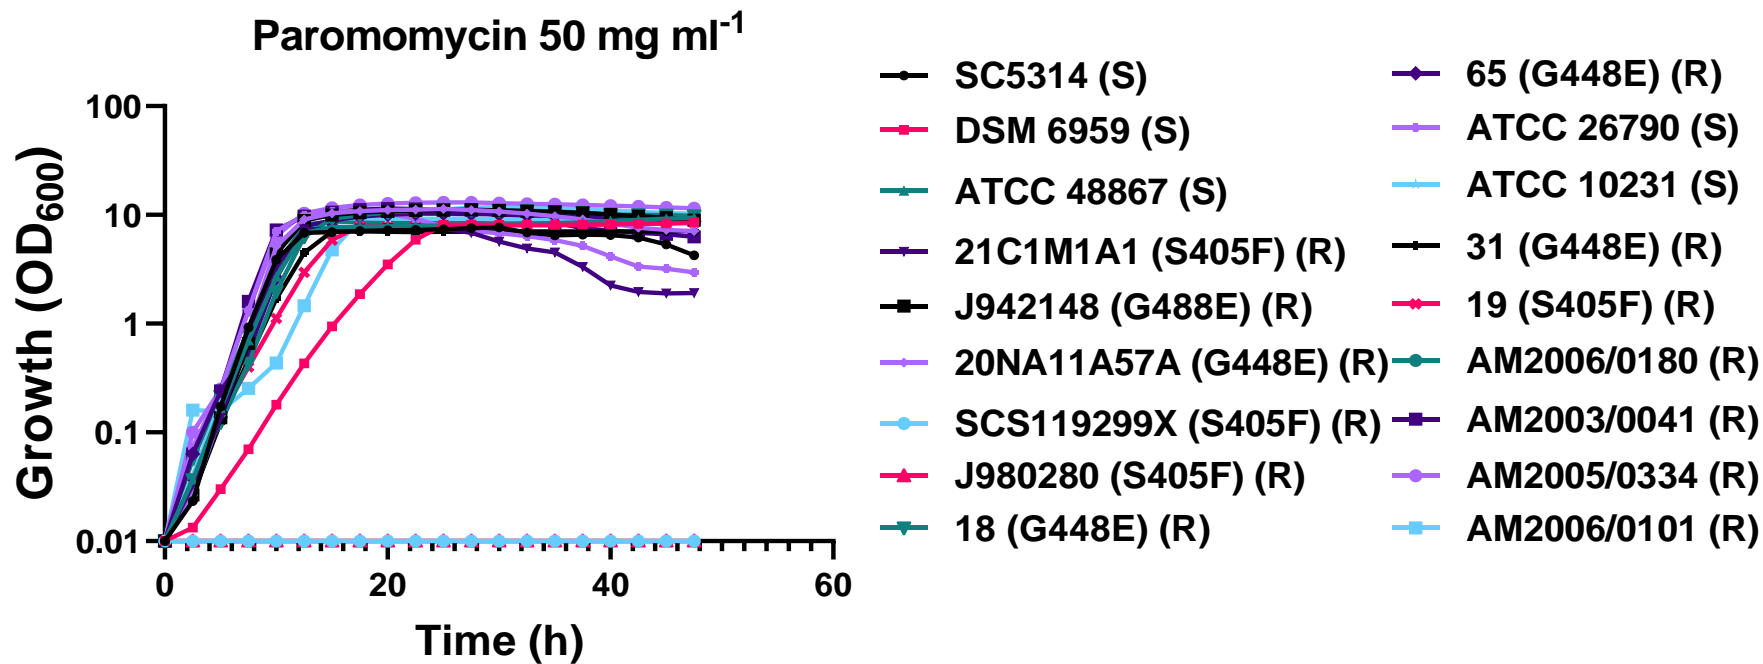 Paromomycin 50 mg ml-1
Growth (OD600)
100
10
1
0.1
0.01
0
20
40
60
Time (h)
SC5314 (S)
DSM 6959 (S)
ATCC 48867 (S)
21C1M1A1 (S405F) (R)
J942148 (G488E) (R)
20NA11A57A (G448E) (R)
SCS119299X (S405F) (R)
J980280 (S405F) (R)
18 (G448E) (R)
65 (G448E) (R)
ATCC 26790 (S)
ATCC 10231 (S)
31 (G448E) (R)
19 (S405F) (R)
AM2006/0180 (R)
AM2003/0041 (R)
AM2005/0334 (R)
AM2006/0101 (R)